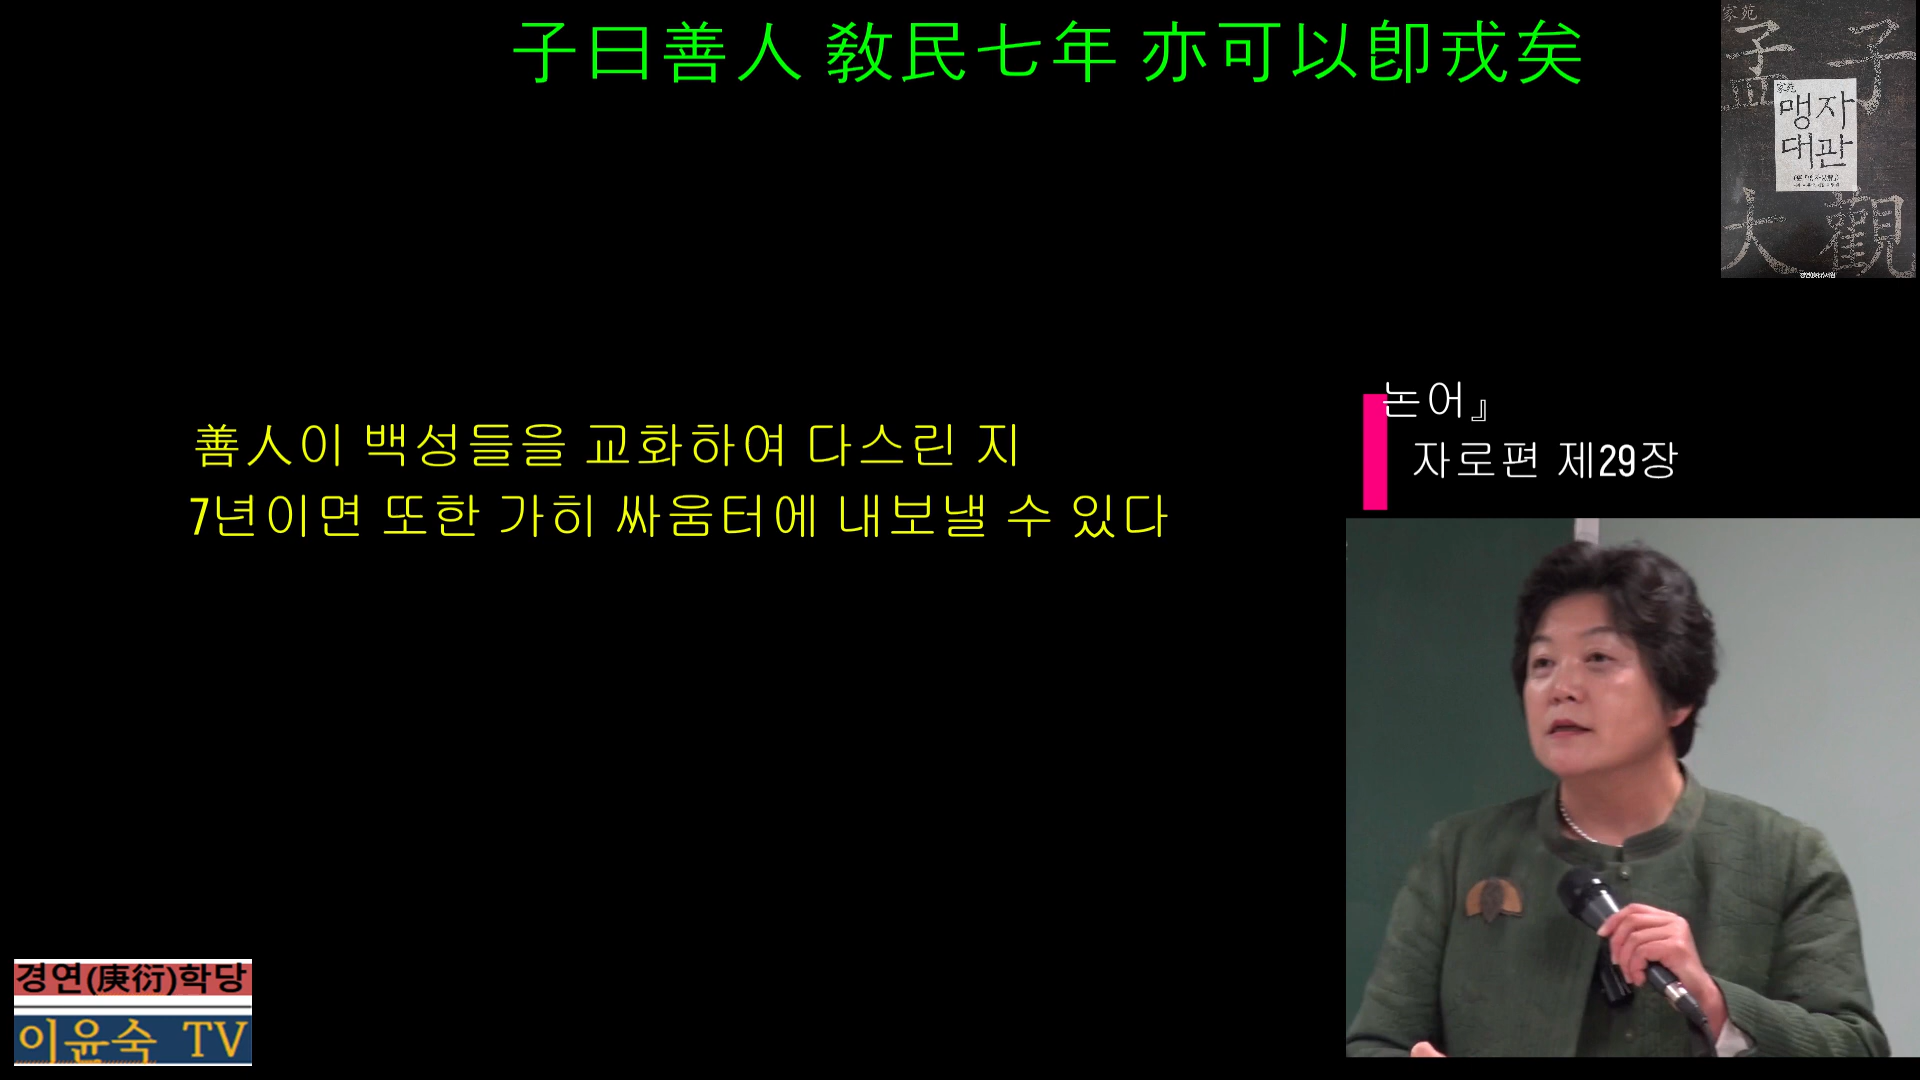 子曰善人 敎民七年 亦可以卽戎矣
家苑
孟子
맹자
대관
大觀
논어』
자로편 제29장
善人이 백성들을 교화하여 다스린 지
7년이면 또한 가히 싸움터에 내보낼 수 있다
경연(庚衍)학당
이윤숙 TV